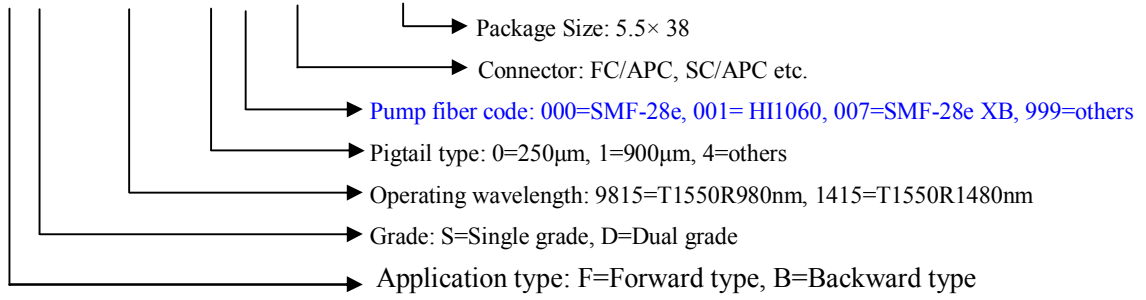 Package Size: 5.5× 38
Connector: FC/APC, SC/APC etc.
Pump fiber code: 000=SMF-28e, 001= HI1060, 007=SMF-28e XB, 999=others
Pigtail type: 0=250μm, 1=900μm, 4=others
Operating wavelength: 9815=T1550R980nm, 1415=T1550R1480nm
Grade: S=Single grade, D=Dual grade
Application type: F=Forward type, B=Backward type